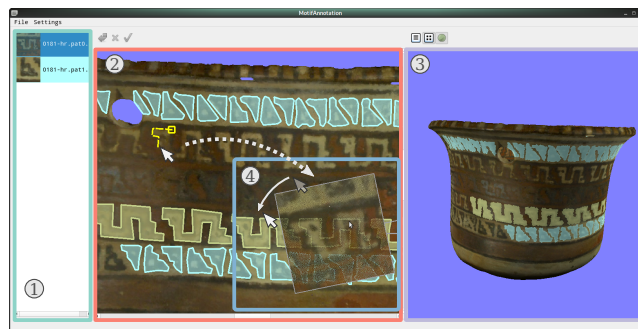 MotifAnnotation
File Settings
0181-hr.pat0.
0181-hr.pat1.
1
2
3
4